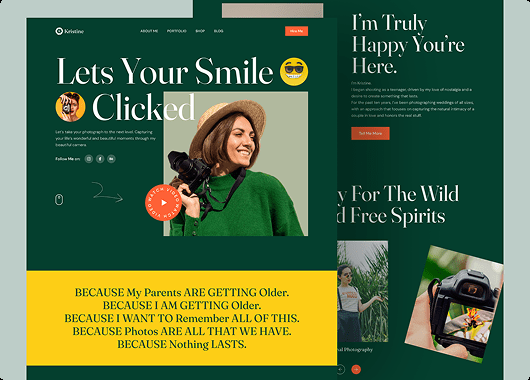 Kristine
ABOUT ME
PORTFOLIO
SHOP
BLOG
Hire Me
Lets Your Smile
Clicked
Let's take your photograph to the next level. Capturing
your life's wonderful and beautiful moments through my
beautiful camera.
Follow Me on:
WATCH VIDEO WATCH VIDEO
BECAUSE My Parents ARE GETTING Older.
BECAUSE I AM GETTING Older.
BECAUSE I WANT TO Remember ALL OF THIS.
BECAUSE Photos ARE ALL THAT WE HAVE.
BECAUSE Nothing LASTS.
I'm Truly
Happy You're
Here.
I'm Kristine.
I began shooting as a teenager driven by my love of nostalgia and a
desire to create something that lasts.
For the past ten years, I've been photographing weddings of all sizes,
with an approach that focuses on capturing the natural intimacy of a
couple in love and honors the real stuff.
Tell Me More
y For The Wild
d Free Spirits
Photography